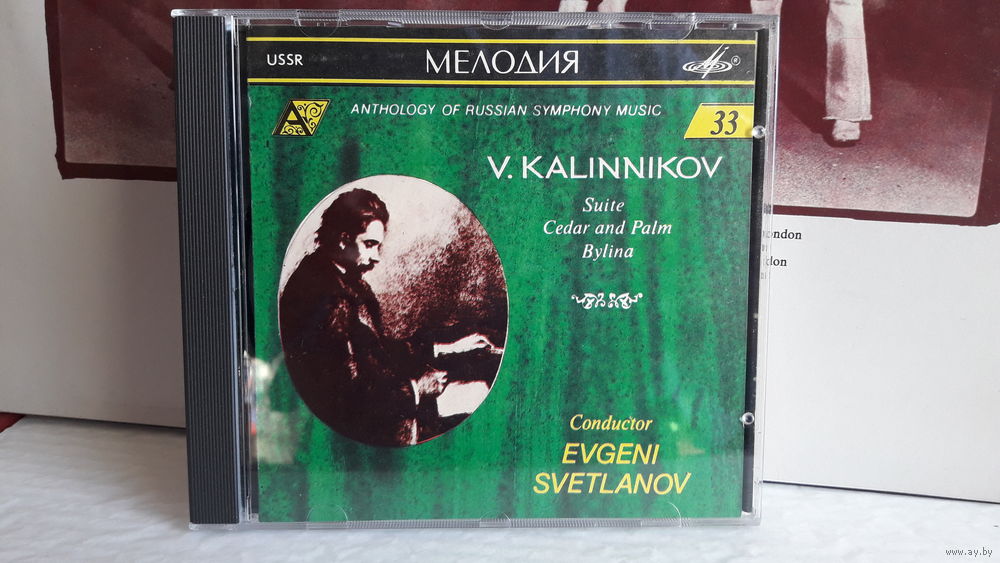 USSR
МЕЛОДИЯ
®
A
ANTHOLOGY OF RUSSIAN SYMPHONY MUSIC
33
V. KALINNIKOV
Suite
Cedar and Palm
Bylina
Conductor
EVGENI
SVETLANOV
www.ay.by